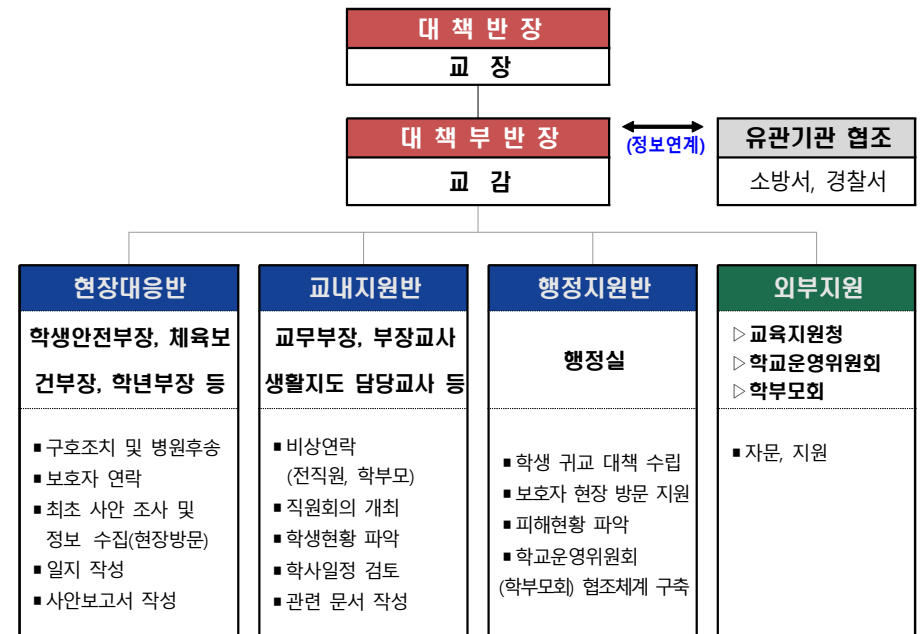 대 책 반 장
교 장
대 책 부 반 장
교 감
(정보연계)
유관기관 협조
소방서, 경찰서
현장대응반
학생안전부장, 체육보
건부장, 학년부장 등
■구호조치 및 병원후송
■보호자 연락
■최초 사안 조사 및
정보 수집(현장방문)
■일지 작성
■사안보고서 작성
교내지원반
교무부장, 부장교사
생활지도 담당교사 등
■비상연락
(전직원, 학부모)
■직원회의 개최
■학생현황 파악
■학사일정 검토
■관련 문서 작성
행정지원반
행정실
■학생 귀교 대책 수립
■보호자 현장 방문 지원
■피해현황 파악
■학교운영위원회
(학부모회) 협조체계 구축
외부지원
▷교육지원청
▷학교운영위원회
▷학부모회
■자문, 지원